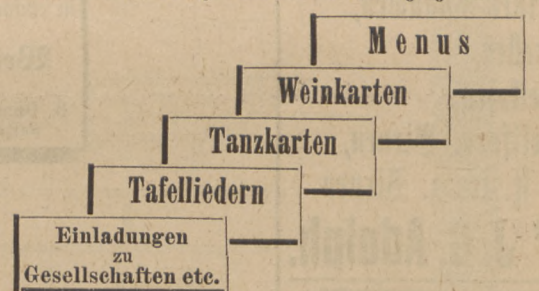 Menus
Weinkarten
Tanzkarten
Tafelliedern
Einladungen
zu
Gesellschaften etc.